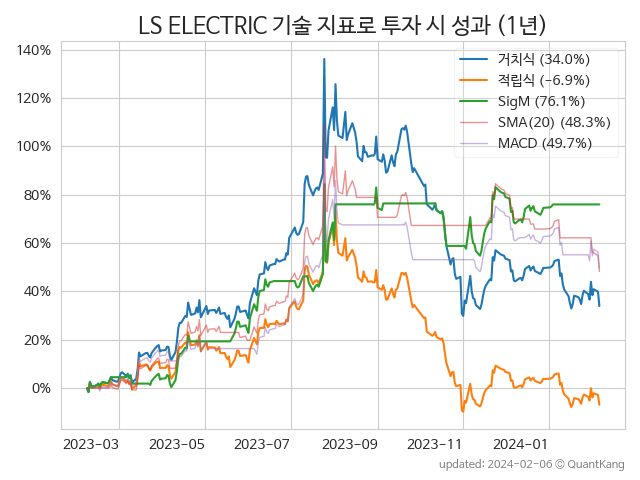 LS ELECTRIC 기술 지표로 투자 시 성과 (1년)
140%
120%
100%
80%
60%
40%
20%
0%
거치식 (34.0%)
적립식 (−6.9%)
SigM (76.1%)
SMA(20) (48.3%)
MACD (49.7%)
2023-03
2023-05
2023-07
2023-09
2023-11
2024-01
updated: 2024-02-06 ⓒ QuantKang